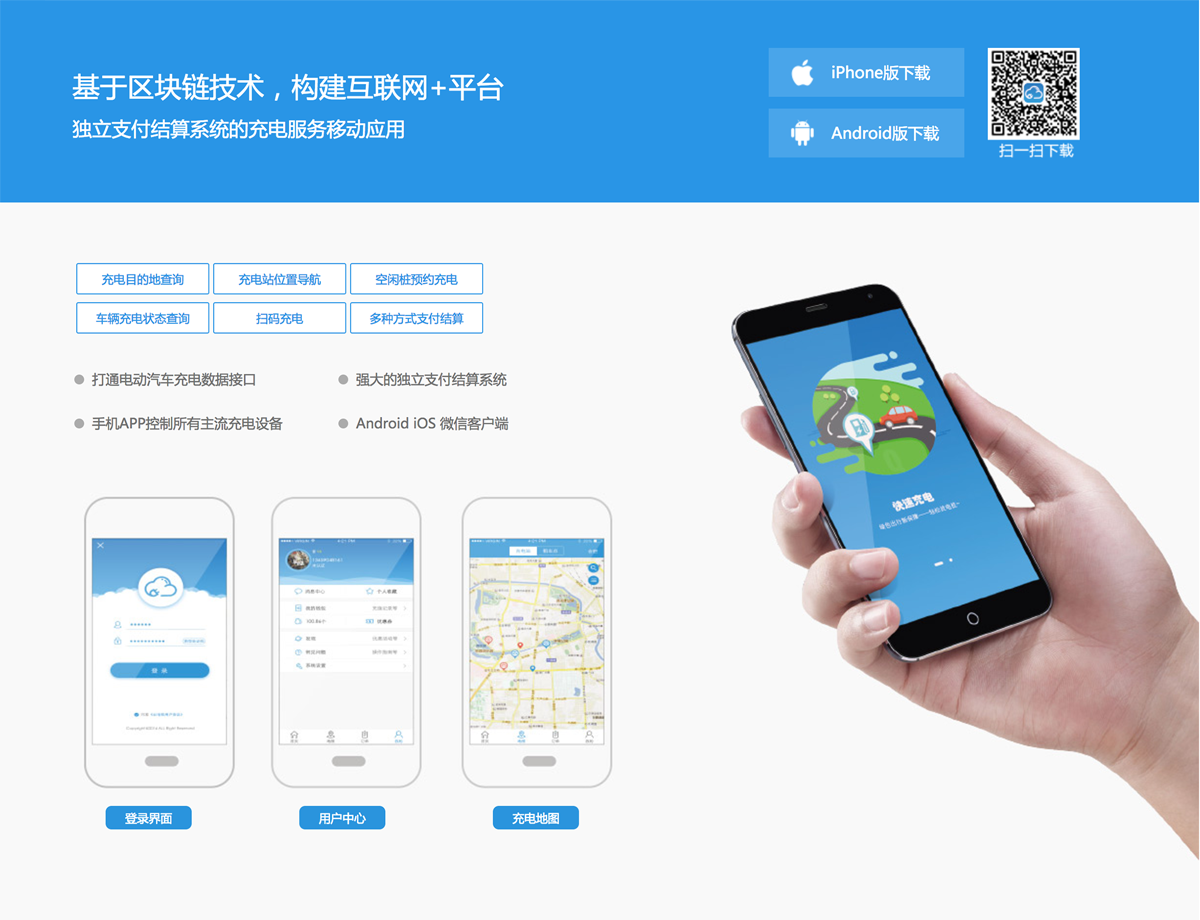 基于区块链技术，构建互联网+平台
独立支付结算系统的充电服务移动应用
iPhone版下载
Android版下载
扫一扫下载
充电目的地查询
充电站位置导航
空闲桩预约充电
车辆充电状态查询
扫码充电
多种方式支付结算
打通电动汽车充电数据接口
强大的独立支付结算系统
手机APP控制所有主流充电设备
Android iOS 微信客户端
快速充电
登 录
4:01 PM
消息中心
个人收藏
我的钱包
优惠券
常见问题
系统设置
登录界面
用户中心
充电地图